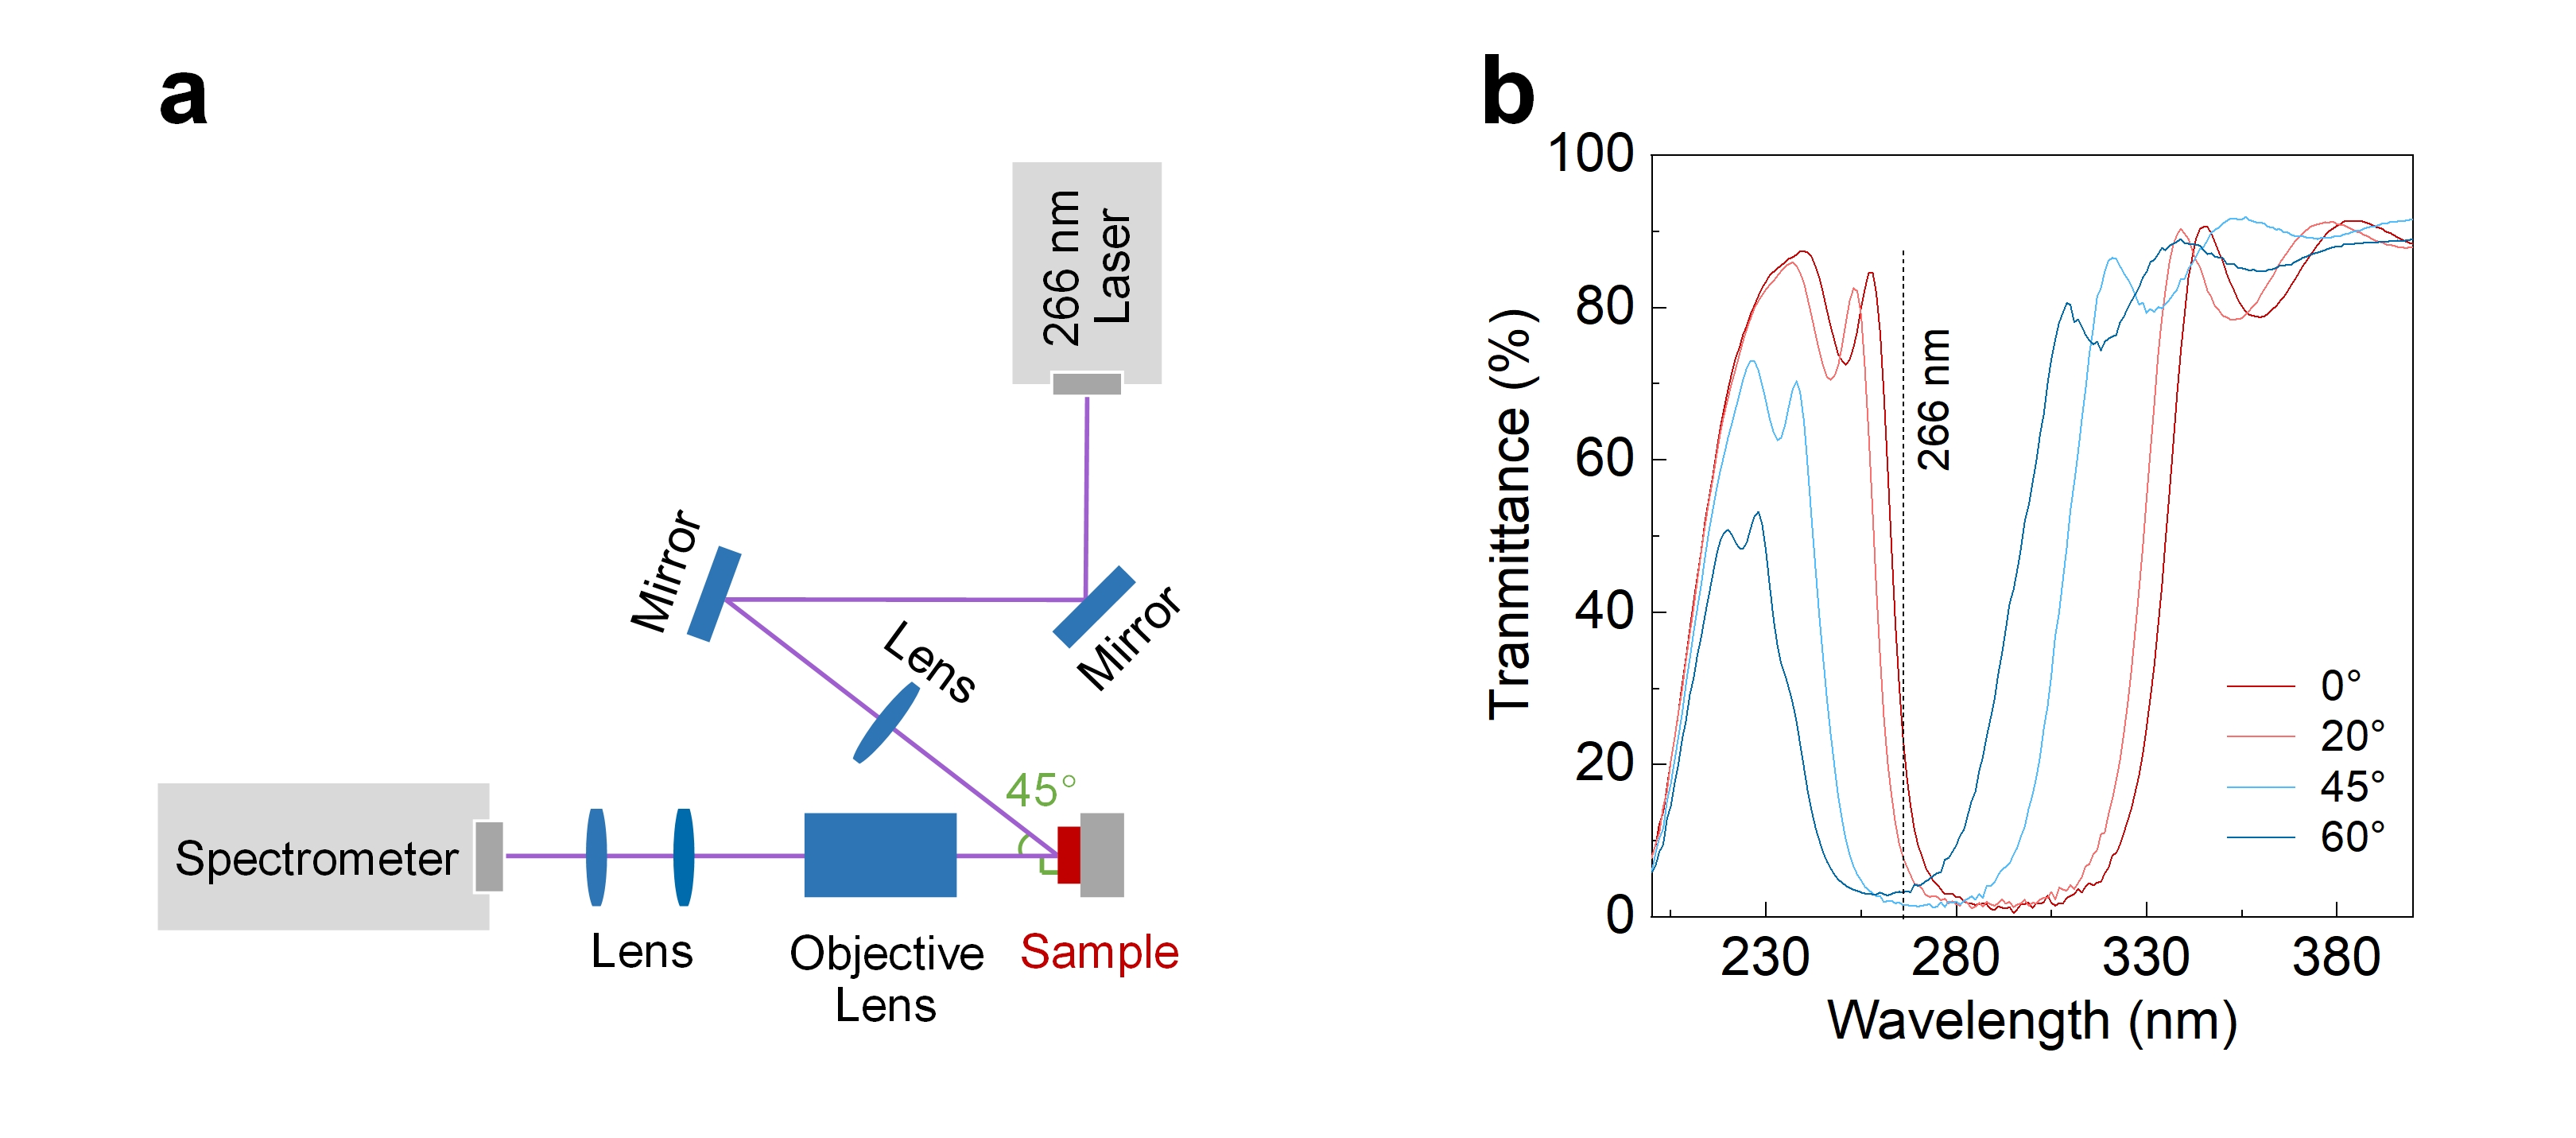 a
266 nm
Laser
Mirror
Mirror
Lens
45°
Spectrometer
Lens
Objective
Lens
Sample
b
100
80
60
40
20
0
Tranmittance (%)
266 nm
0°
20°
45°
60°
230
280
330
380
Wavelength (nm)